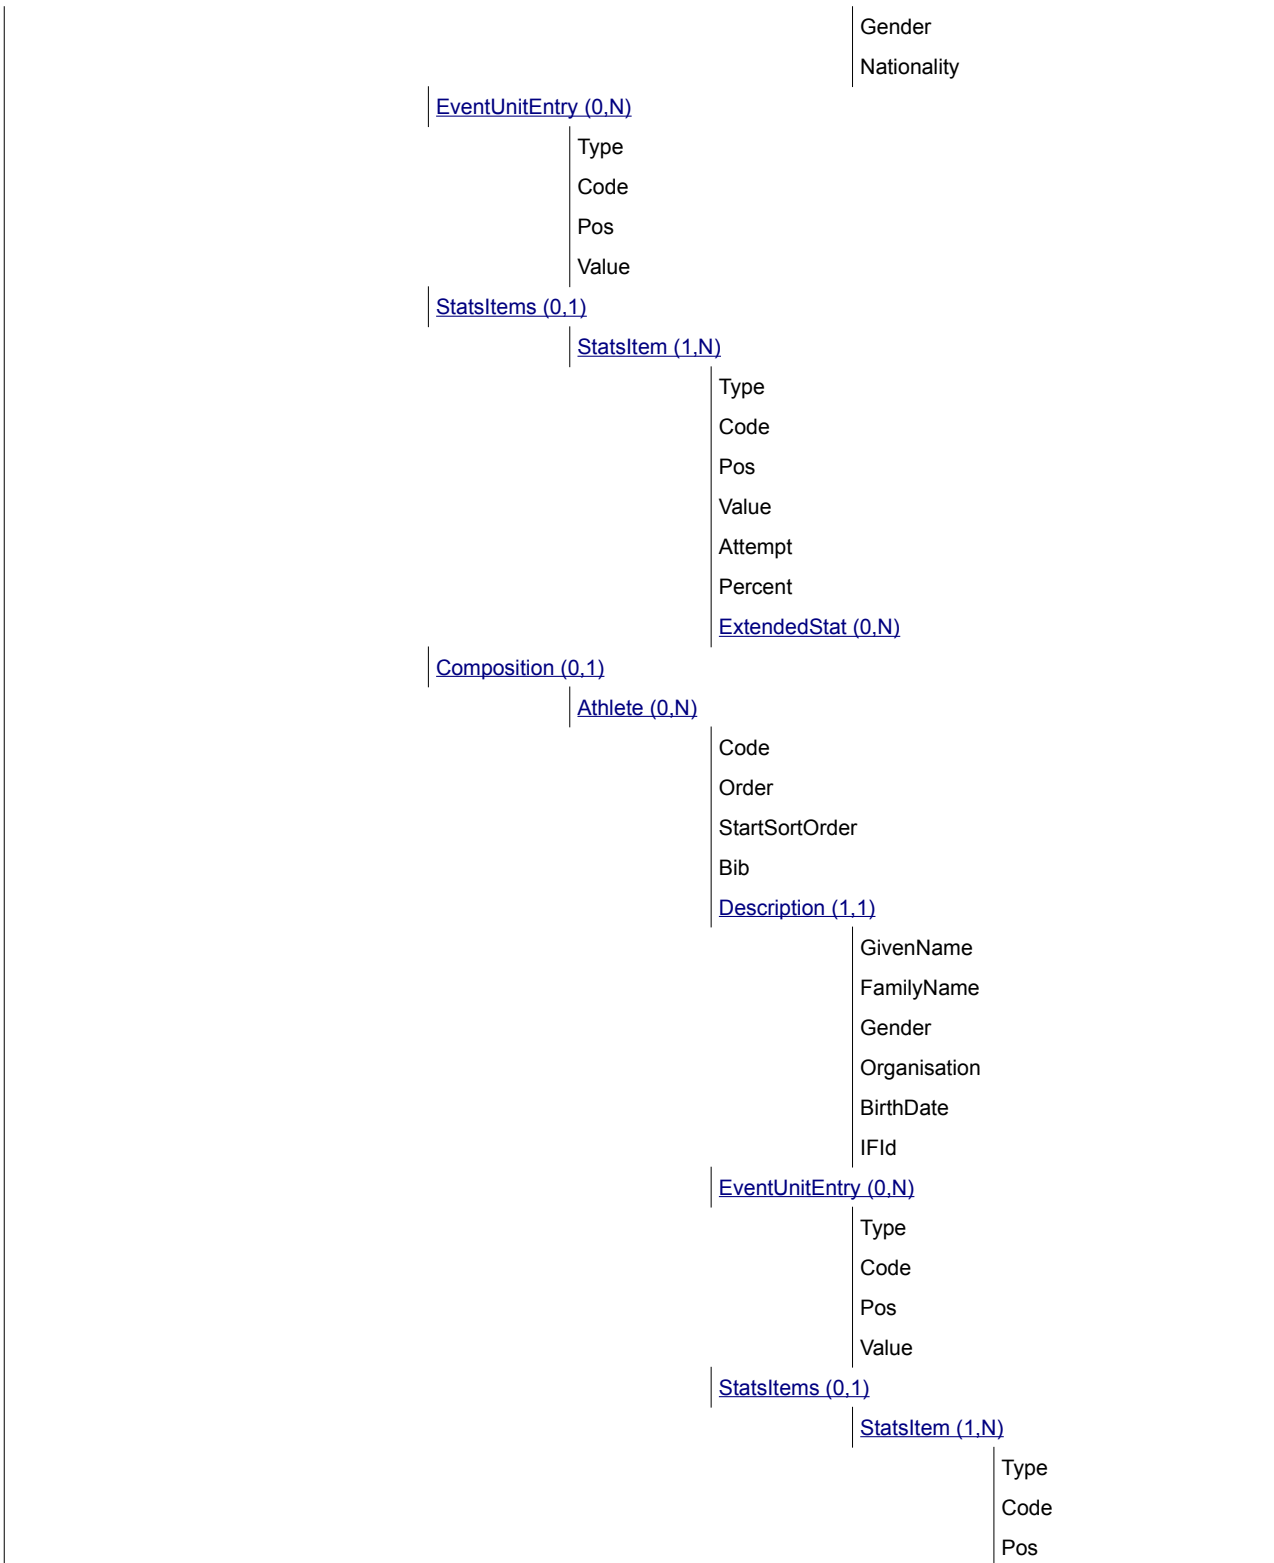 Gender
Nationality
EventUnitEntry (0,N)
Type
Code
Pos
Value
StatsItems (0,1)
StatsItem (1,N)
Type
Code
Pos
Value
Attempt
Percent
ExtendedStat (0,N)
Composition (0,1)
Athlete (0,N)
Code
Order
StartSortOrder
Bib
Description (1,1)
GivenName
FamilyName
Gender
Organisation
BirthDate
IFId
EventUnitEntry (0,N)
Type
Code
Pos
Value
StatsItems (0,1)
StatsItem (1,N)
Type
Code
Pos